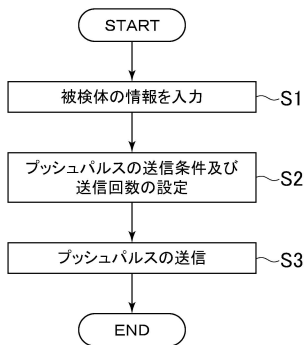 START
被検体の情報を入力
S1
プッシュパルスの送信条件及び
送信回数の設定
S2
プッシュパルスの送信
S3
END